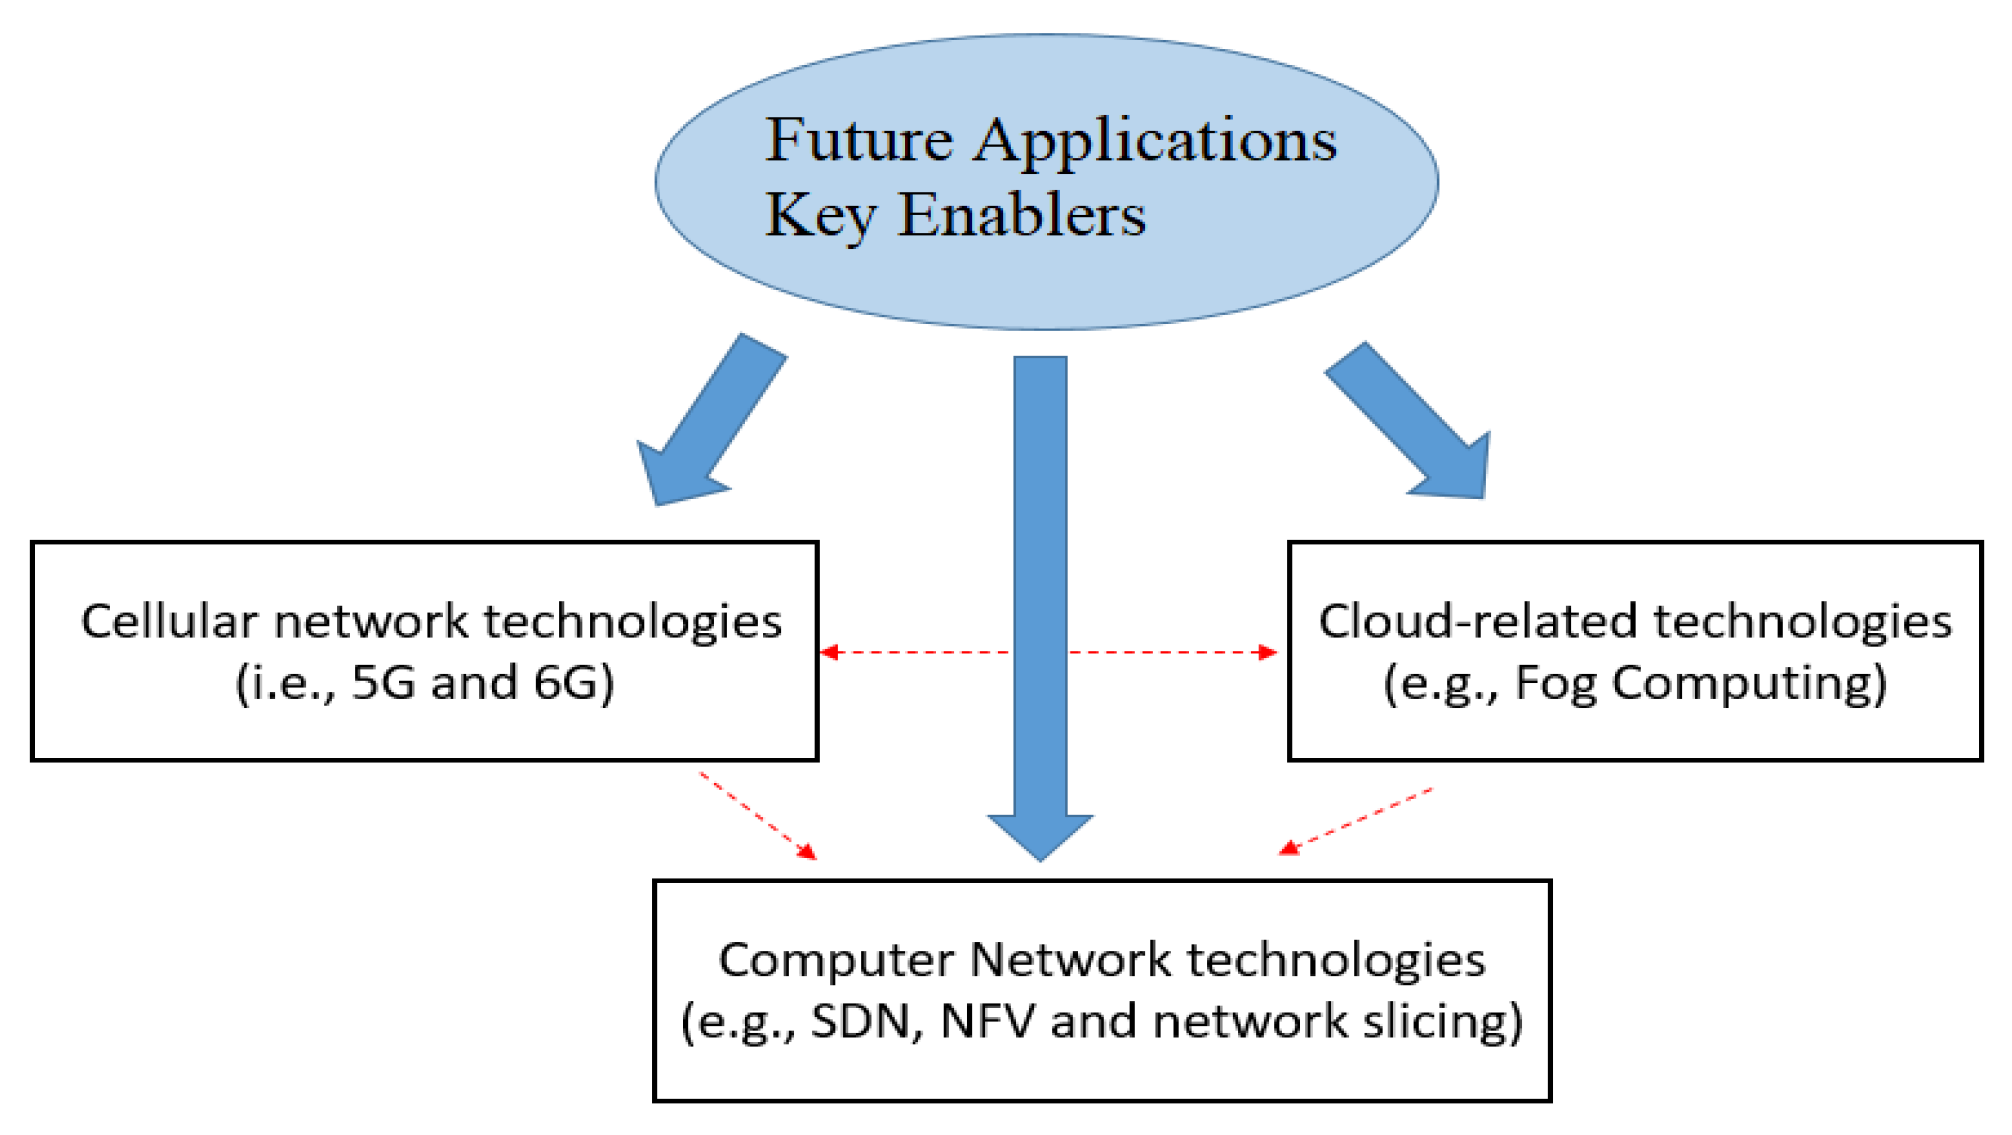 Future Applications
Key Enablers
Cellular network technologies
(i.e., 5G and 6G)
Cloud-related technologies
(e.g., Fog Computing)
Computer Network technologies
(e.g., SDN, NFV and network slicing)